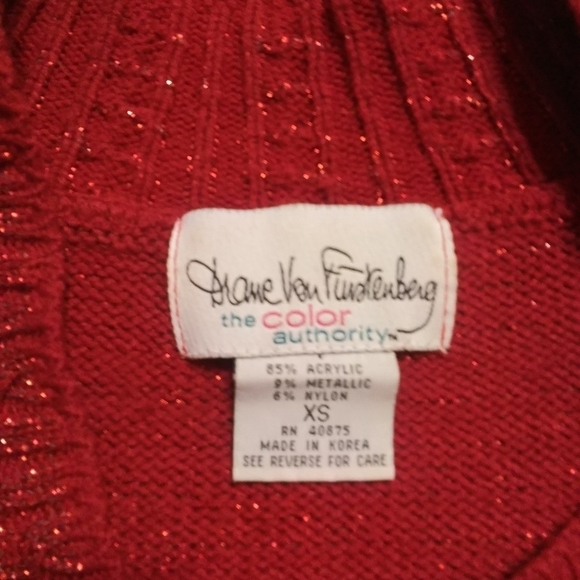 Diane Von Furstenberg
the color
authority™
85% ACRYLIC
9% METALLIC
6% NYLON
XS
RN 40875
MADE IN KOREA
SEE REVERSE FOR CARE